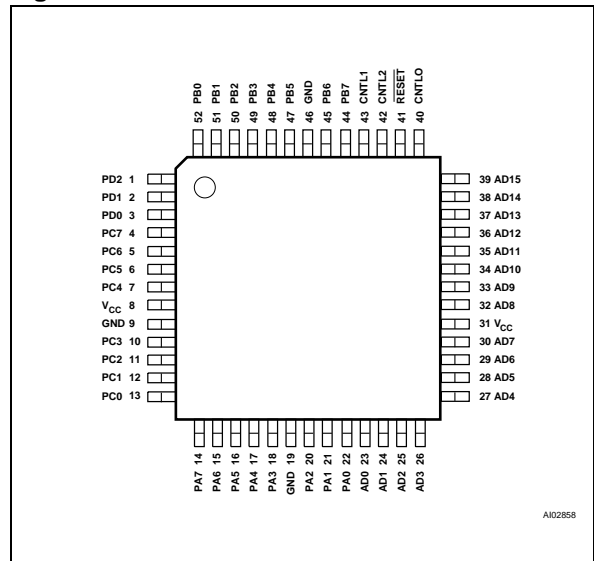 52 PB0
51 PB1
50 PB2
49 PB3
48 PB4
47 PB5
46 GND
45 PB6
44 PB7
43 CNTL1
42 CNTL2
41 RESET
40 CNTL0
PD2 1
PD1 2
PD0 3
PC7 4
PC6 5
PC5 6
PC4 7
VCC 8
GND 9
PC3 10
PC2 11
PC1 12
PC0 13
39 AD15
38 AD14
37 AD13
36 AD12
35 AD11
34 AD10
33 AD9
32 AD8
31 VCC
30 AD7
29 AD6
28 AD5
27 AD4
PA7 14
PA6 15
PA5 16
PA4 17
PA3 18
GND 19
PA2 20
PA1 21
PA0 22
AD0 23
AD1 24
AD2 25
AD3 26
AI02858